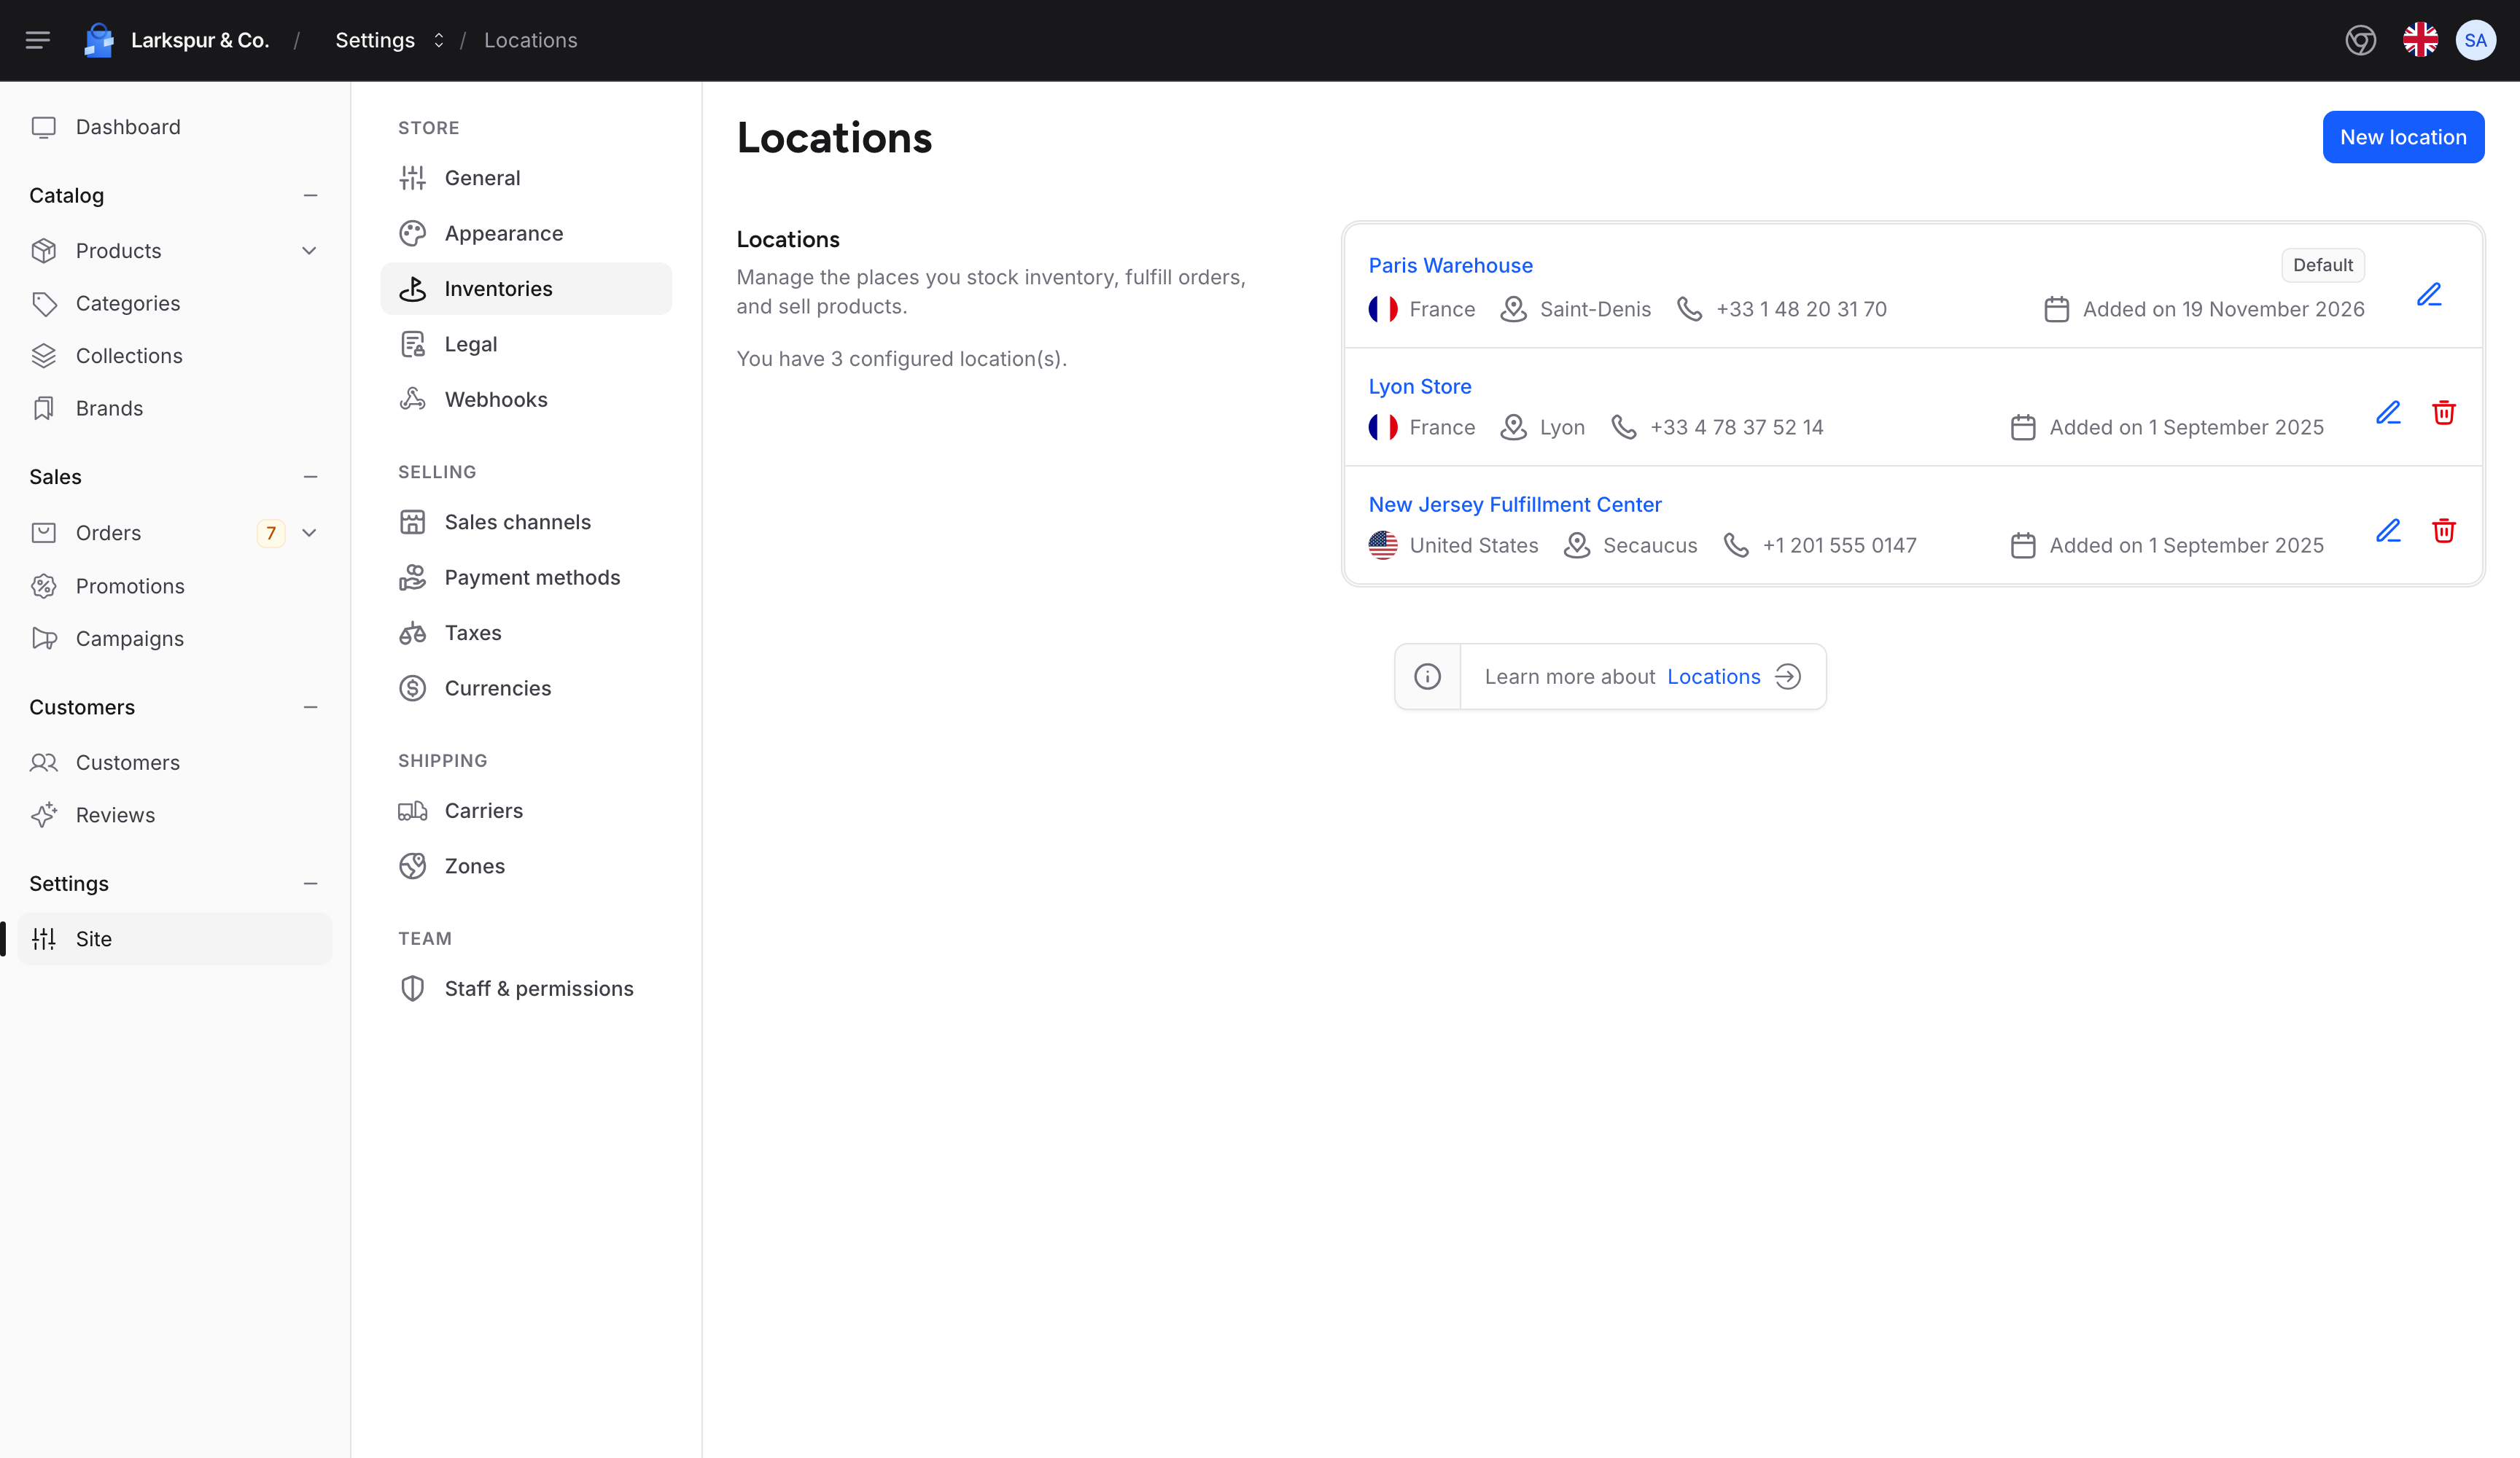 Larkspur & Co. / Settings / Locations
SA
Dashboard
Catalog
Products
Categories
Collections
Brands
Sales
Orders 7
Promotions
Campaigns
Customers
Customers
Reviews
Settings
Site
STORE
General
Appearance
Inventories
Legal
Webhooks
SELLING
Sales channels
Payment methods
Taxes
Currencies
SHIPPING
Carriers
Zones
TEAM
Staff & permissions
Locations
New location
Locations
Manage the places you stock inventory, fulfill orders,
and sell products.
You have 3 configured location(s).
Paris Warehouse Default
France Saint-Denis +33 1 48 20 31 70 Added on 19 November 2026
Lyon Store
France Lyon +33 4 78 37 52 14 Added on 1 September 2025
New Jersey Fulfillment Center
United States Secaucus +1 201 555 0147 Added on 1 September 2025
Learn more about Locations